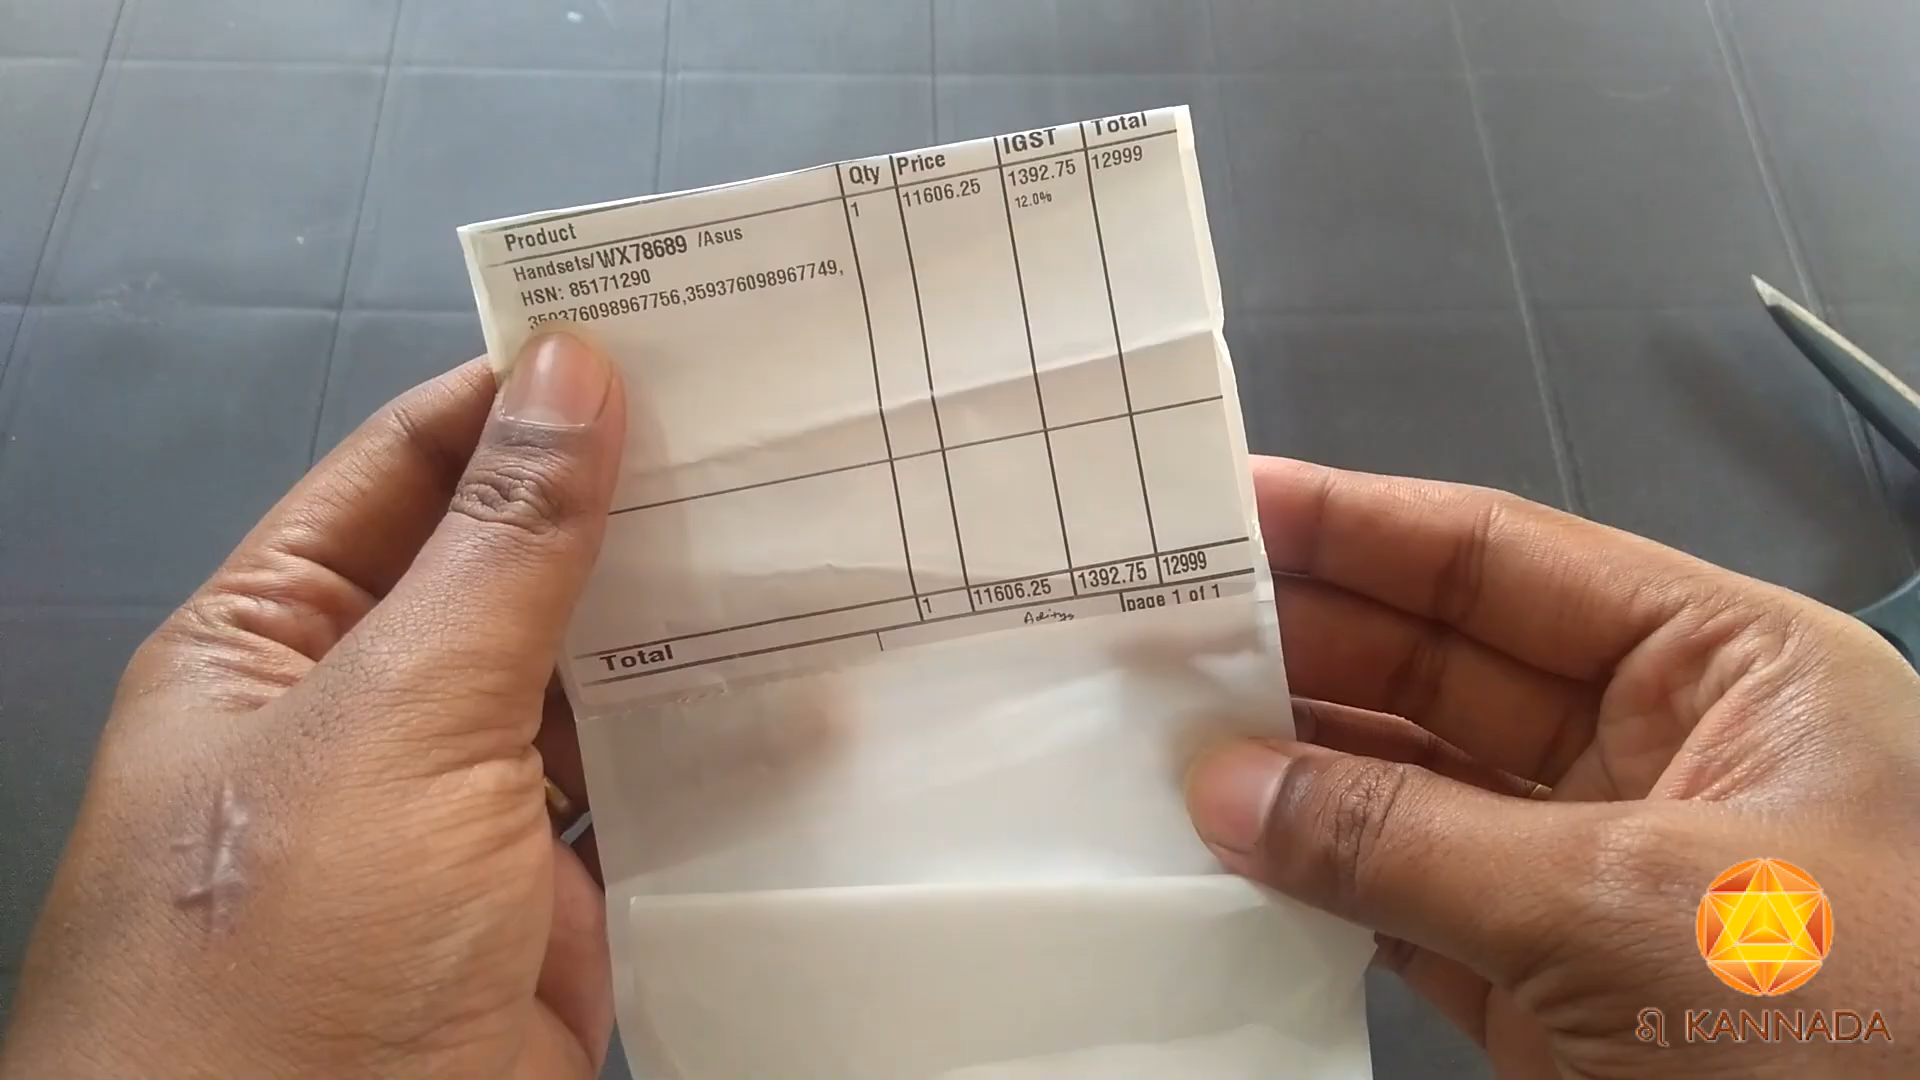 Product Qty Price IGST Total
Handsets/WX78689 /Asus 1 11606.25 1392.75 12999
HSN: 85171290 12.0%
359376098967756,359376098967749,
Total 1 11606.25 1392.75 12999
Aditya page 1 of 1
ಶ KANNADA